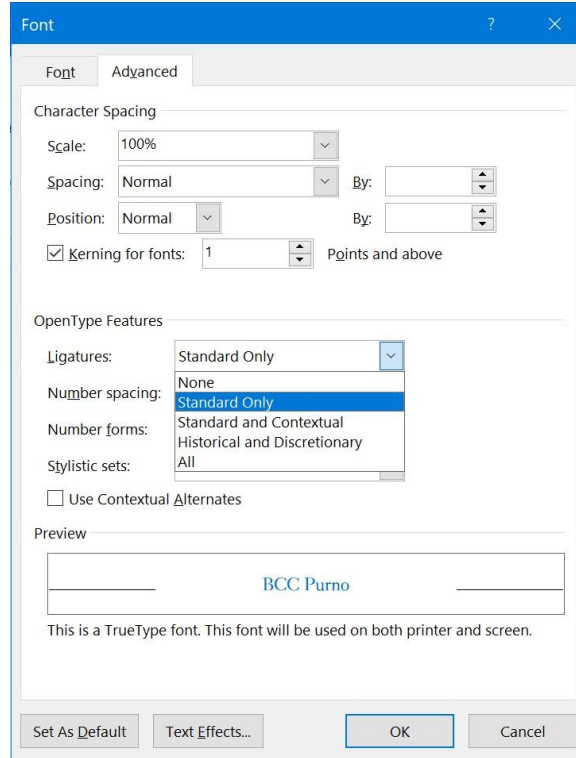 Font ?
Font Advanced
Character Spacing
Scale: 100%
Spacing: Normal By:
Position: Normal By:
Kerning for fonts: 1 Points and above
OpenType Features
Ligatures: Standard Only
None
Number spacing: Standard Only
Number forms: Standard and Contextual
Historical and Discretionary
Stylistic sets: All
Use Contextual Alternates
Preview
BCC Purno
This is a TrueType font. This font will be used on both printer and screen.
Set As Default Text Effects... OK Cancel